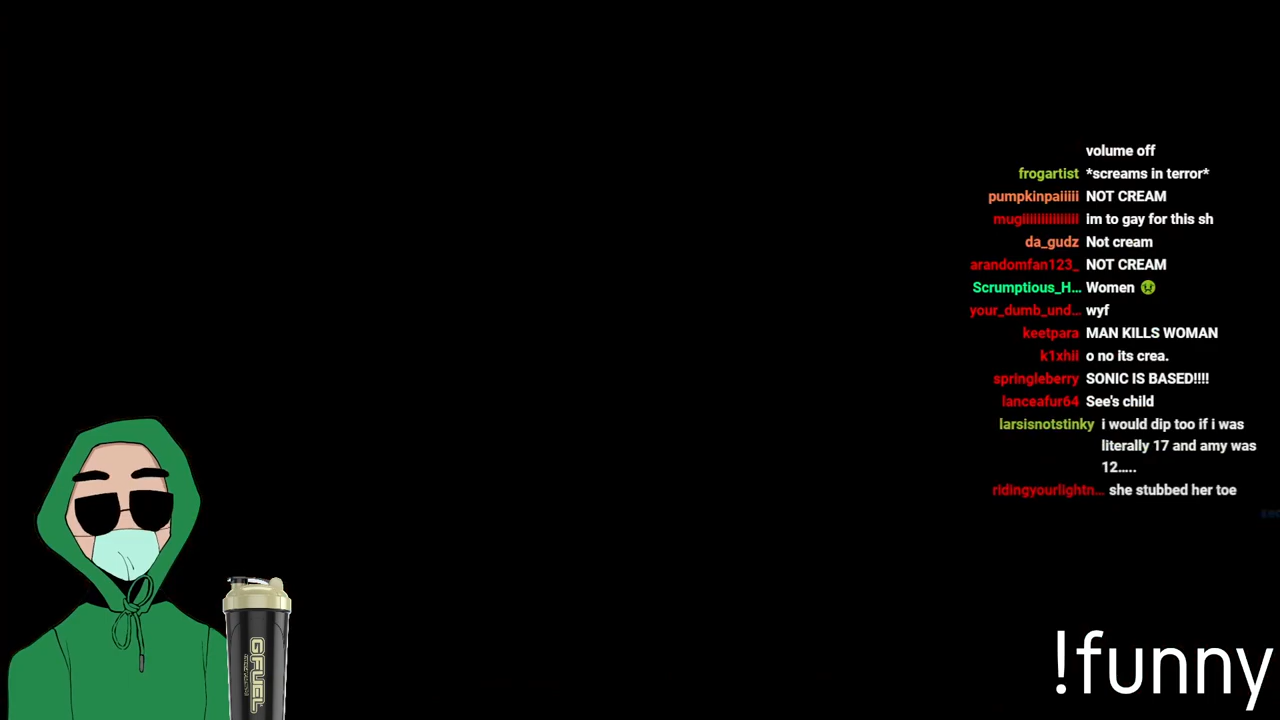 volume off
frogartist *screams in terror*
pumpkinpaiiiii NOT CREAM
im to gay for this sh
da_gudz Not cream
arandomfan123_ NOT CREAM
Scrumptious_H... Women
your_dumb_und... wyf
keetpara MAN KILLS WOMAN
k1xhii o no its crea.
springleberry SONIC IS BASED!!!!
lanceafur64 See's child
larsisnotstinky i would dip too if i was
literally 17 and amy was
12.....
ridingyourlightn... she stubbed her toe
GFUEL
!funny